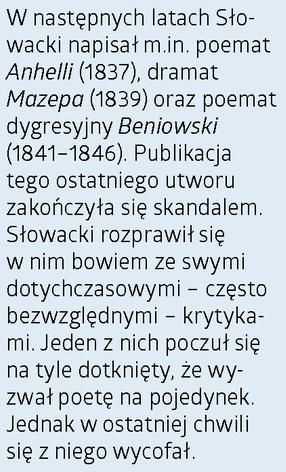 W następnych latach Sło-
wacki napisał m.in. poemat
Anhelli (1837), dramat
Mazepa (1839) oraz poemat
dygresyjny Beniowski
(1841–1846). Publikacja
tego ostatniego utworu
zakończyła się skandalem.
Słowacki rozprawił się
w nim bowiem ze swymi
dotychczasowymi – często
bezwzględnymi – krytyka-
mi. Jeden z nich poczuł się
na tyle dotknięty, że wy-
zwał poetę na pojedynek.
Jednak w ostatniej chwili
się z niego wycofał.